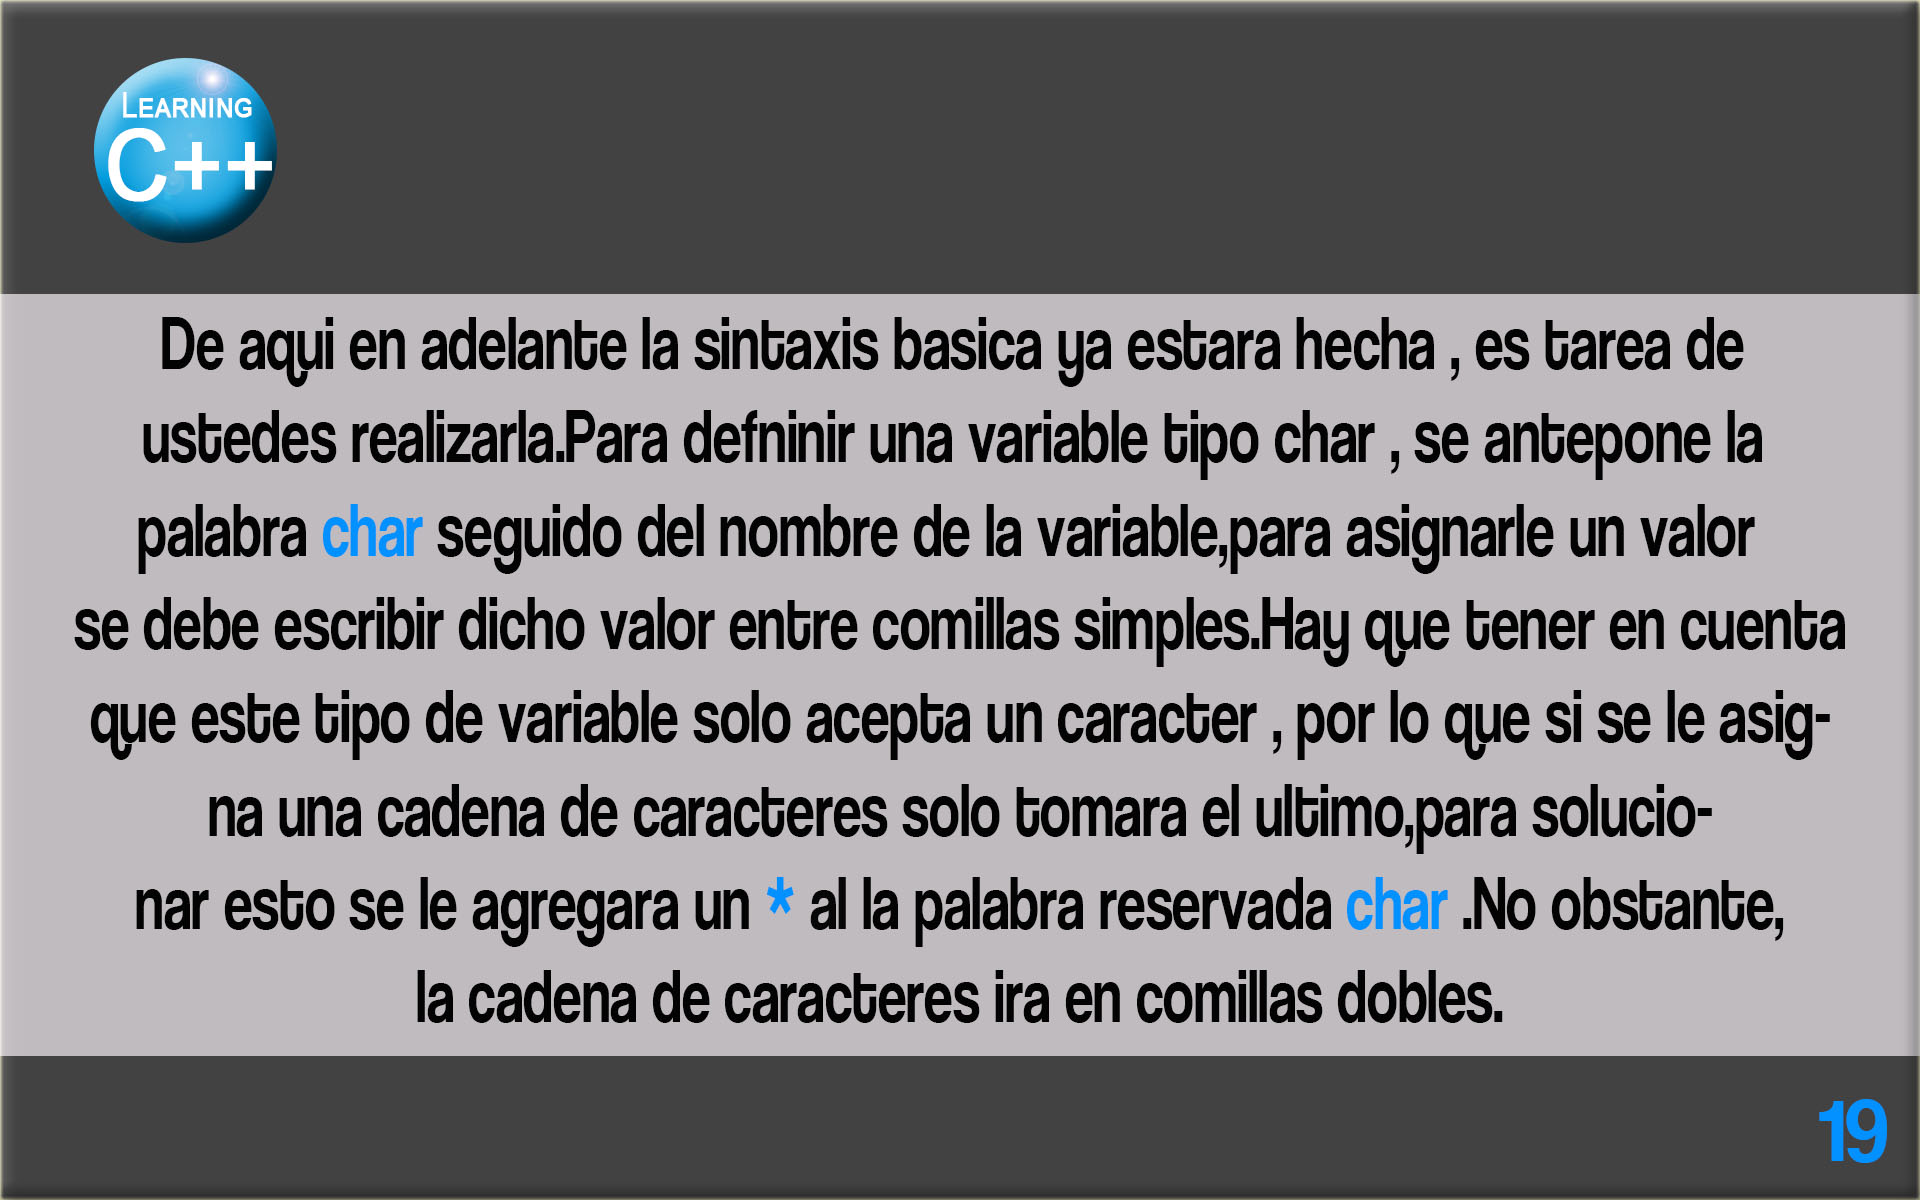 LEARNING
C++
De aqui en adelante la sintaxis basica ya estara hecha , es tarea de
ustedes realizarla.Para defninir una variable tipo char , se antepone la
palabra char seguido del nombre de la variable,para asignarle un valor
se debe escribir dicho valor entre comillas simples.Hay que tener en cuenta
que este tipo de variable solo acepta un caracter , por lo que si se le asig-
na una cadena de caracteres solo tomara el ultimo,para solucio-
nar esto se le agregara un * al la palabra reservada char .No obstante,
la cadena de caracteres ira en comillas dobles.
19